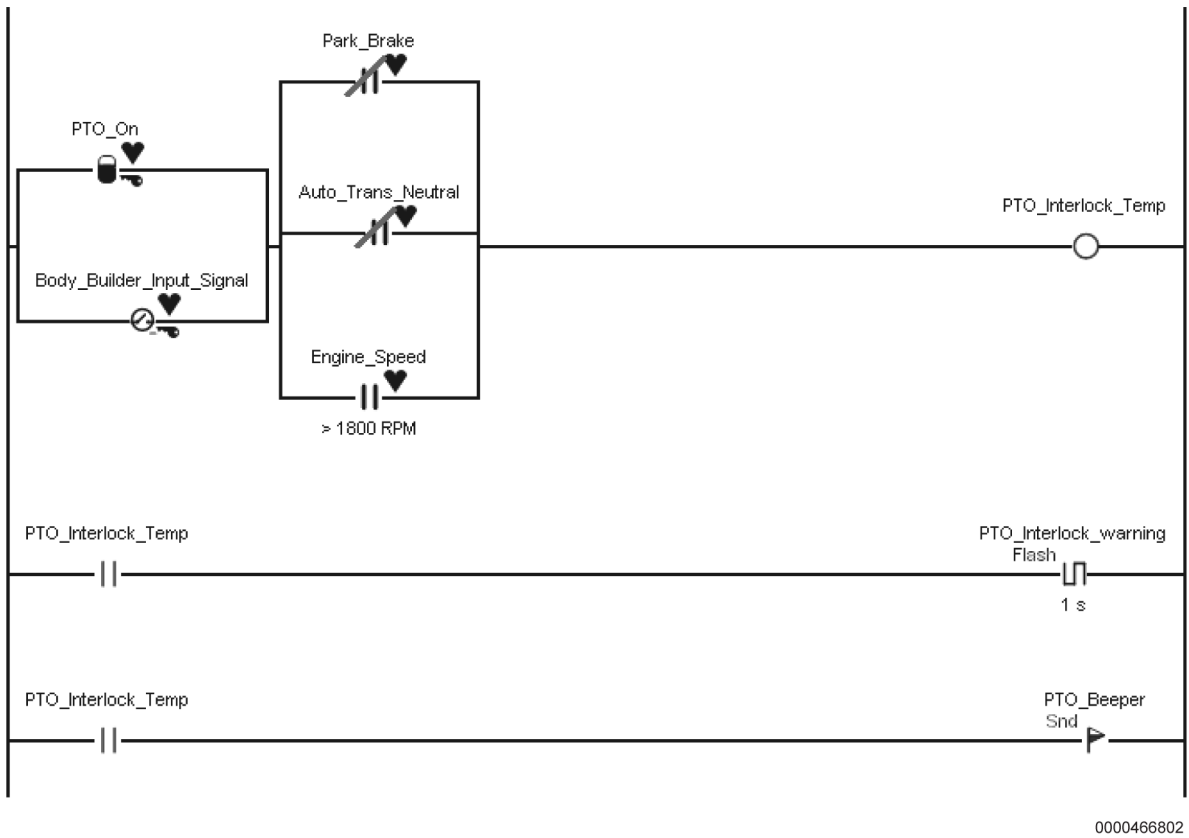 Park_Brake
PTO_On
Auto_Trans_Neutral
PTO_Interlock_Temp
Body_Builder_Input_Signal
Engine_Speed
> 1800 RPM
PTO_Interlock_Temp
PTO_Interlock_warning
Flash
1 s
PTO_Interlock_Temp
PTO_Beeper
Snd
0000466802